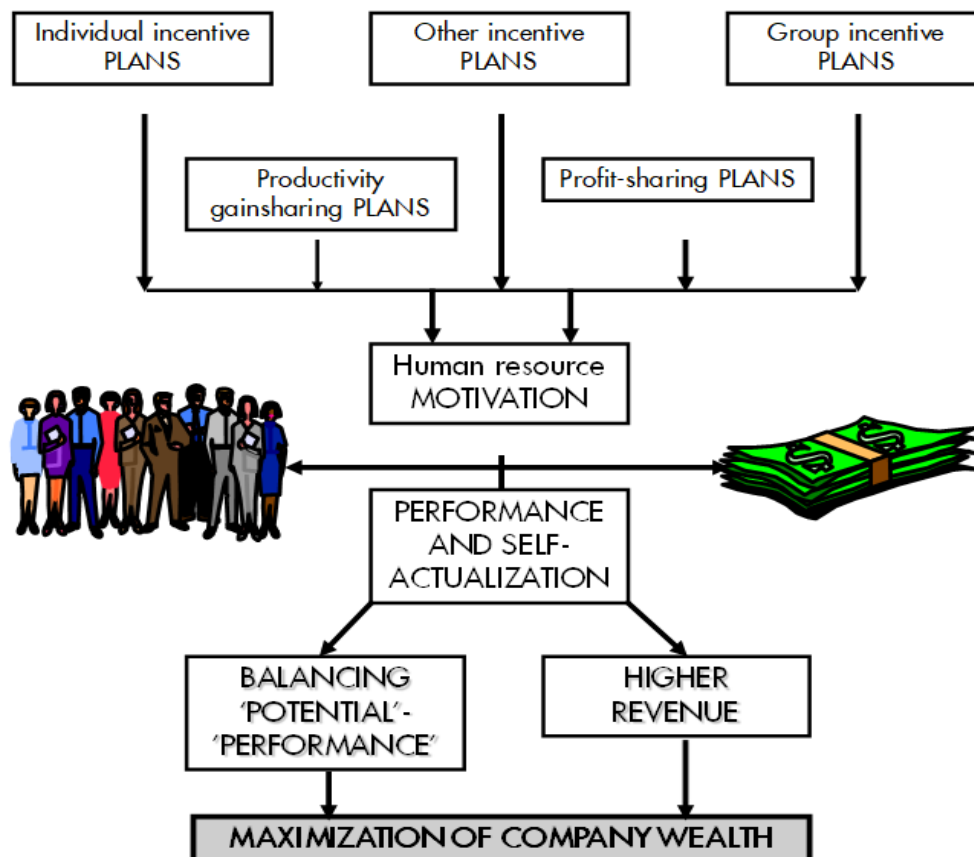 Individual incentive
PLANS
Other incentive
PLANS
Group incentive
PLANS
Productivity
gainsharing PLANS
Profit-sharing PLANS
Human resource
MOTIVATION
$ $
PERFORMANCE
AND SELF-
ACTUALIZATION
BALANCING
‘POTENTIAL’-
‘PERFORMANCE’
HIGHER
REVENUE
MAXIMIZATION OF COMPANY WEALTH